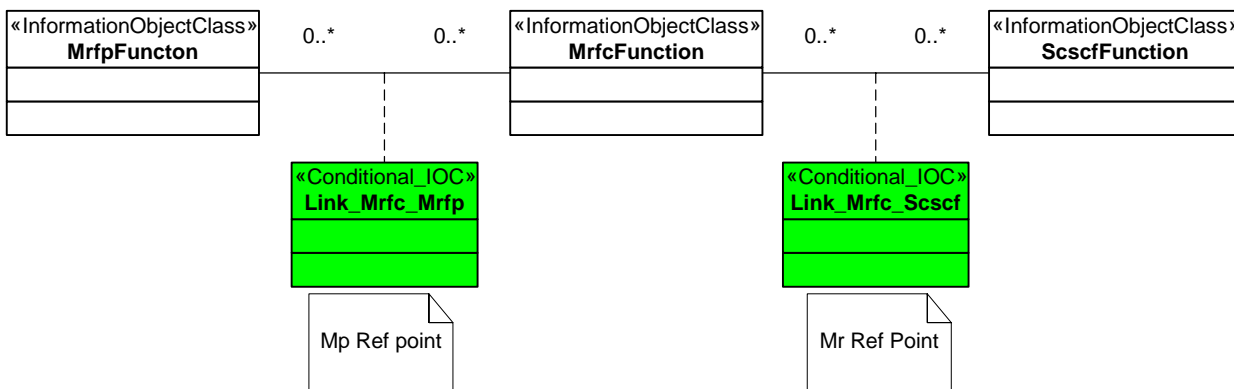 «InformationObjectClass»
MrfpFuncton
0..*
0..*
«InformationObjectClass»
MrfcFunction
0..*
0..*
«InformationObjectClass»
ScscfFunction
«Conditional_IOC»
Link_Mrfc_Mrfp
«Conditional_IOC»
Link_Mrfc_Scscf
Mp Ref point
Mr Ref Point